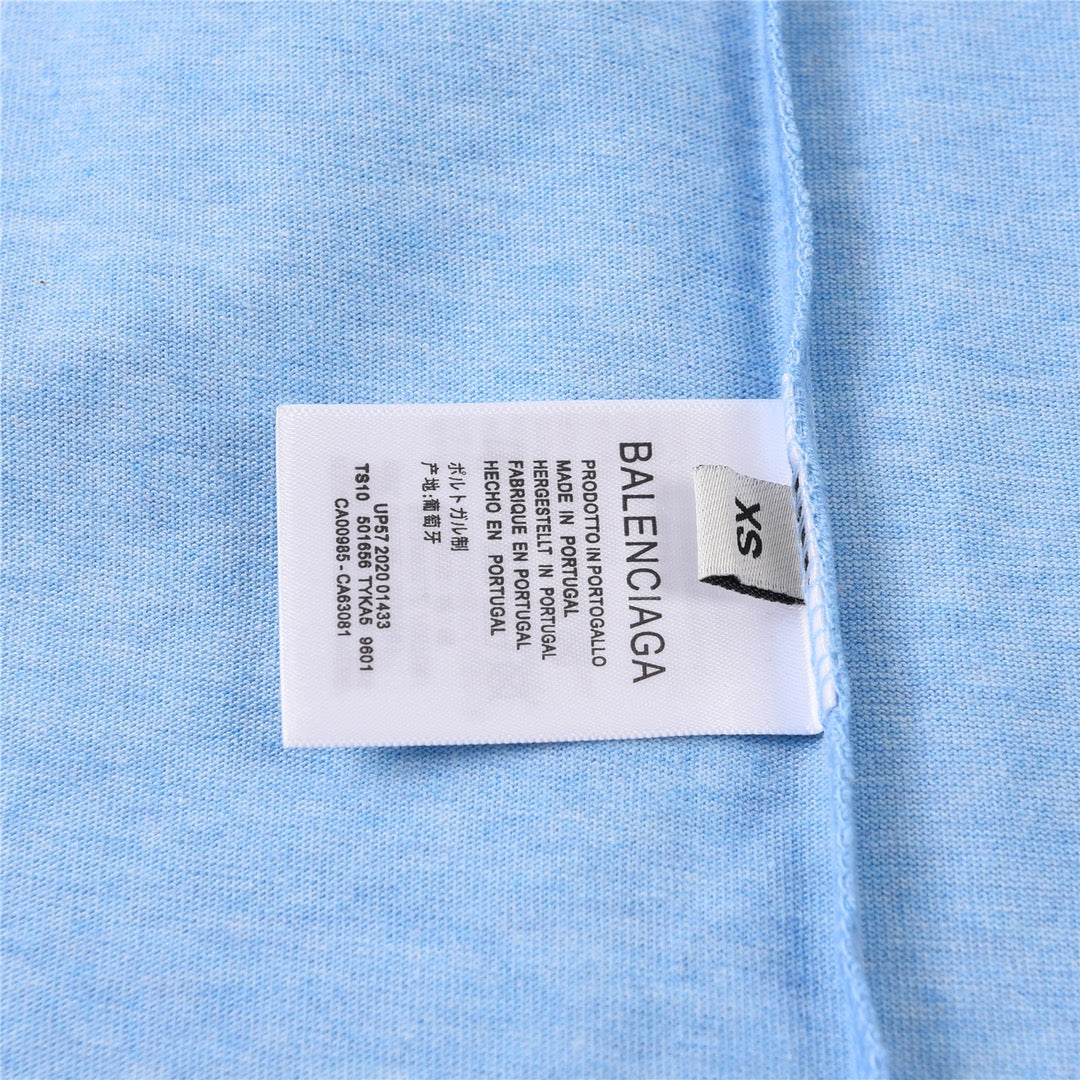 BALENCIAGA
PRODOTTO IN PORTOGALLO
MADE IN PORTUGAL
HERGESTELLT IN PORTUGAL
FABRIQUE EN PORTUGAL
HECHO EN PORTUGAL
ポルトガル制
产地:葡萄牙
UP57 2020 01433
TS10 501656 TYKA5 9601
CA00985 - CA63081
XS